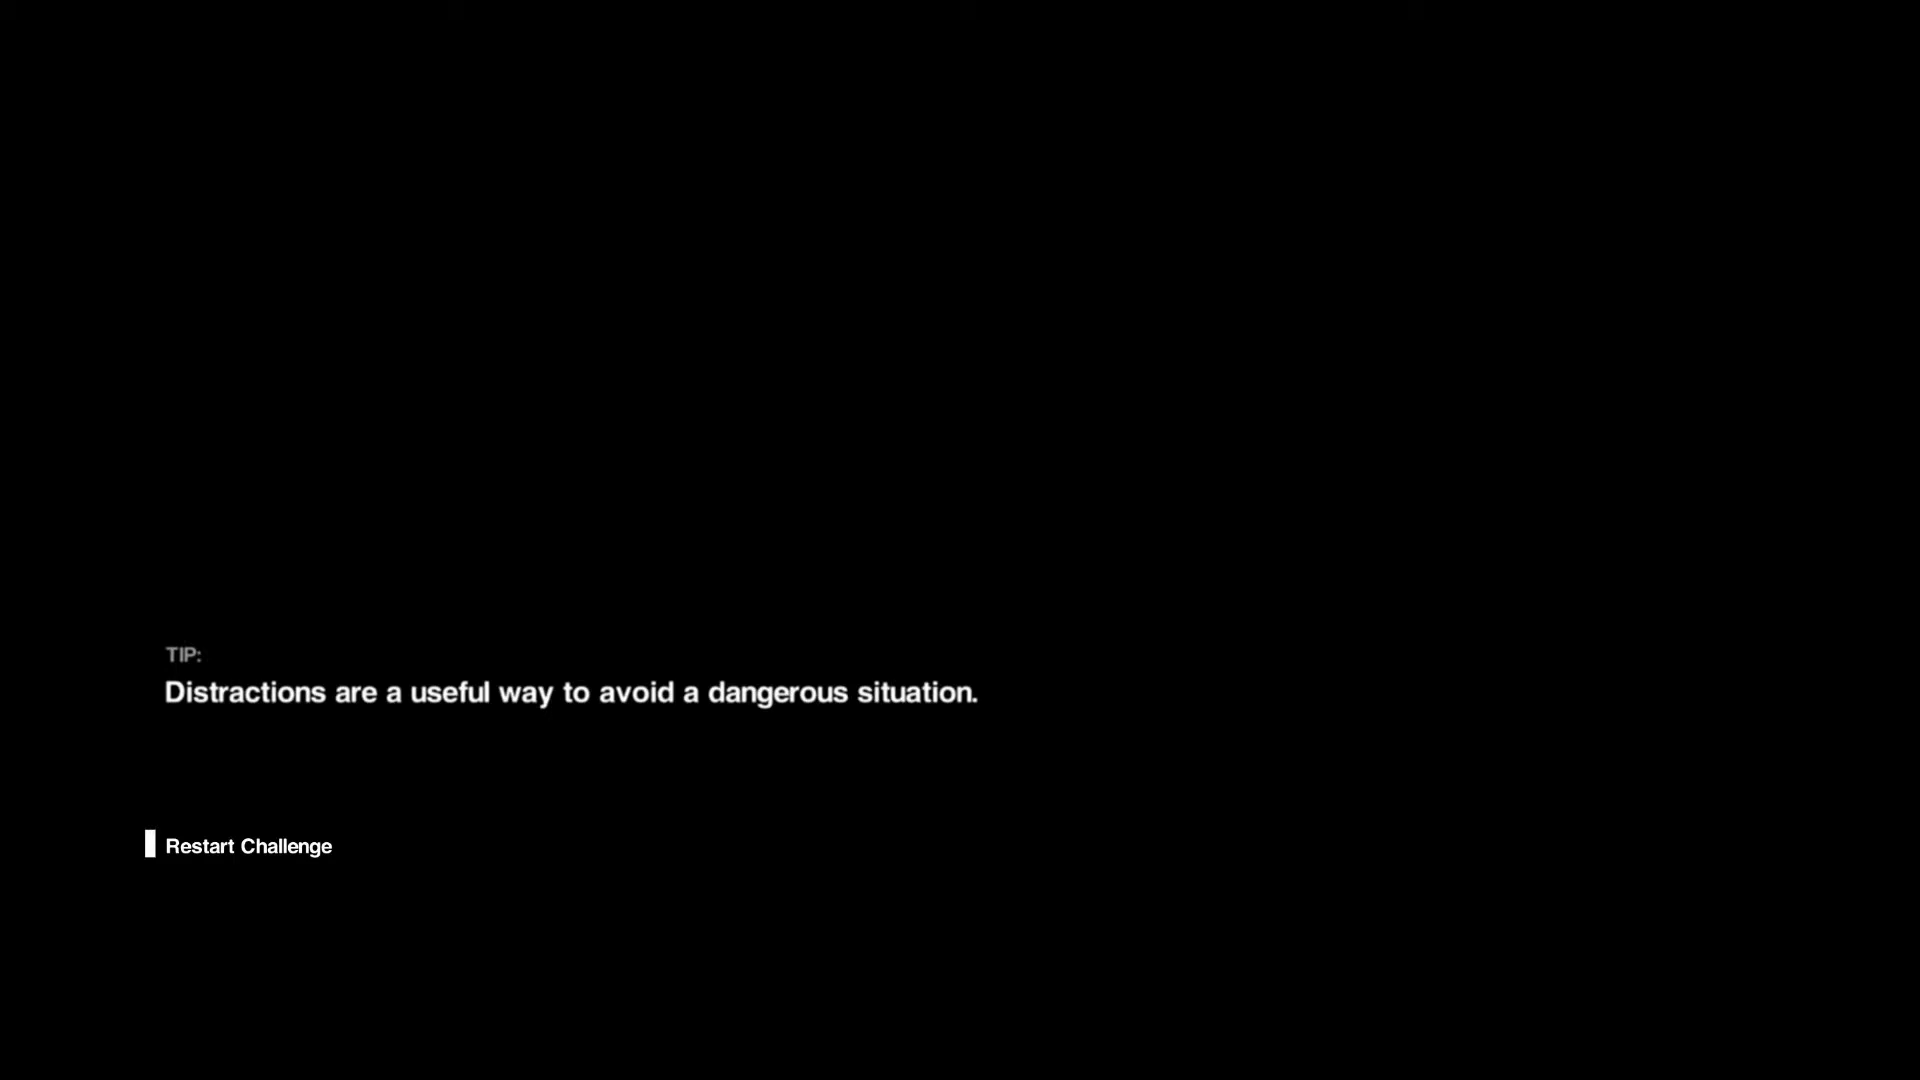 TIP:
Distractions are a useful way to avoid a dangerous situation.
Restart Challenge